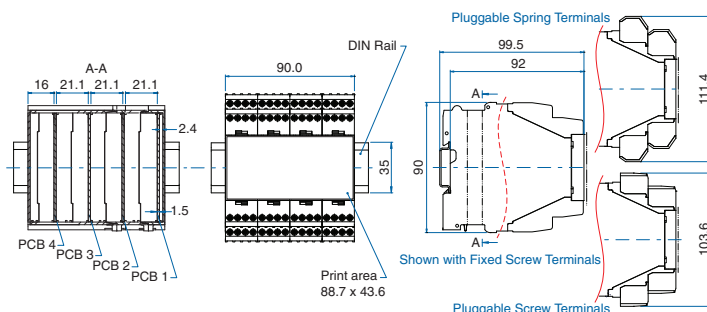 Pluggable Spring Terminals
DIN Rail
99.5
A-A
90.0
92
16
21.1
21.1
21.1
A
111.4
2.4
35
90
1.5
PCB 4
PCB 3
PCB 2
PCB 1
A
Shown with Fixed Screw Terminals
Print area
88.7 x 43.6
103.6
Pluggable Screw Terminals